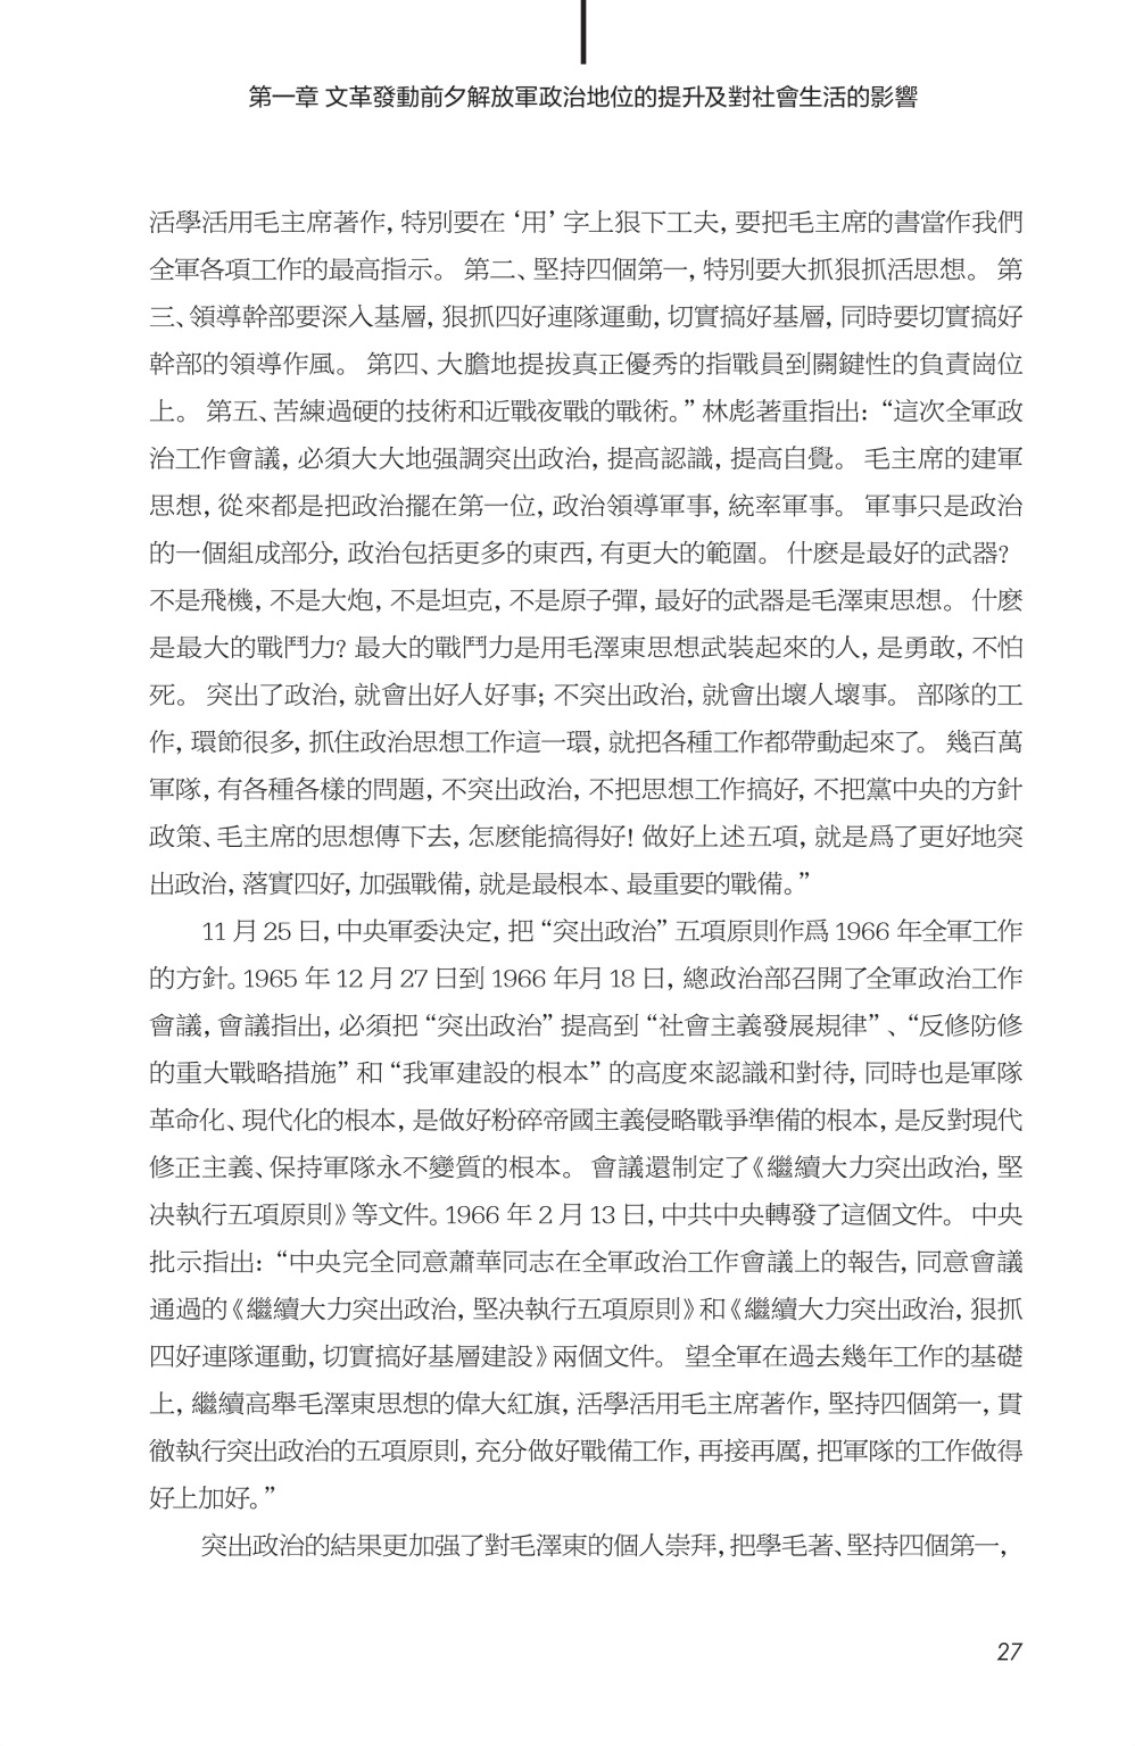 第一章 文革發動前夕解放軍政治地位的提升及對社會生活的影響
活學活用毛主席著作, 特別要在 ‘用’ 字上狠下工夫, 要把毛主席的書當作我們
全軍各項工作的最高指示。 第二、堅持四個第一, 特別要大抓狠抓活思想。 第
三、領導幹部要深入基層, 狠抓四好連隊運動, 切實搞好基層, 同時要切實搞好
幹部的領導作風。 第四、大膽地提拔真正優秀的指戰員到關鍵性的負責崗位
上。 第五、苦練過硬的技術和近戰夜戰的戰術。” 林彪著重指出: “這次全軍政
治工作會議, 必須大大地强調突出政治, 提高認識, 提高自覺。 毛主席的建軍
思想, 從來都是把政治擺在第一位, 政治領導軍事, 統率軍事。 軍事只是政治
的一個組成部分, 政治包括更多的東西, 有更大的範圍。 什麽是最好的武器?
不是飛機, 不是大炮, 不是坦克, 不是原子彈, 最好的武器是毛澤東思想。 什麽
是最大的戰鬥力? 最大的戰鬥力是用毛澤東思想武裝起來的人, 是勇敢, 不怕
死。 突出了政治, 就會出好人好事; 不突出政治, 就會出壞人壞事。 部隊的工
作, 環節很多, 抓住政治思想工作這一環, 就把各種工作都帶動起來了。 幾百萬
軍隊, 有各種各樣的問題, 不突出政治, 不把思想工作搞好, 不把黨中央的方針
政策、毛主席的思想傳下去, 怎麽能搞得好! 做好上述五項, 就是爲了更好地突
出政治, 落實四好, 加强戰備, 就是最根本、最重要的戰備。”
11 月 25 日, 中央軍委決定, 把 “突出政治” 五項原則作爲 1966 年全軍工作
的方針。1965 年 12 月 27 日到 1966 年月 18 日, 總政治部召開了全軍政治工作
會議, 會議指出, 必須把 “突出政治” 提高到 “社會主義發展規律” 、“反修防修
的重大戰略措施” 和 “我軍建設的根本” 的高度來認識和對待, 同時也是軍隊
革命化、現代化的根本, 是做好粉碎帝國主義侵略戰爭準備的根本, 是反對現代
修正主義、保持軍隊永不變質的根本。 會議還制定了《繼續大力突出政治, 堅
決執行五項原則》等文件。1966 年 2 月 13 日, 中共中央轉發了這個文件。 中央
批示指出: “中央完全同意蕭華同志在全軍政治工作會議上的報告, 同意會議
通過的《繼續大力突出政治, 堅決執行五項原則》和《繼續大力突出政治, 狠抓
四好連隊運動, 切實搞好基層建設》兩個文件。 望全軍在過去幾年工作的基礎
上, 繼續高舉毛澤東思想的偉大紅旗, 活學活用毛主席著作, 堅持四個第一, 貫
徹執行突出政治的五項原則, 充分做好戰備工作, 再接再厲, 把軍隊的工作做得
好上加好。”
突出政治的結果更加强了對毛澤東的個人崇拜, 把學毛著、堅持四個第一,
27